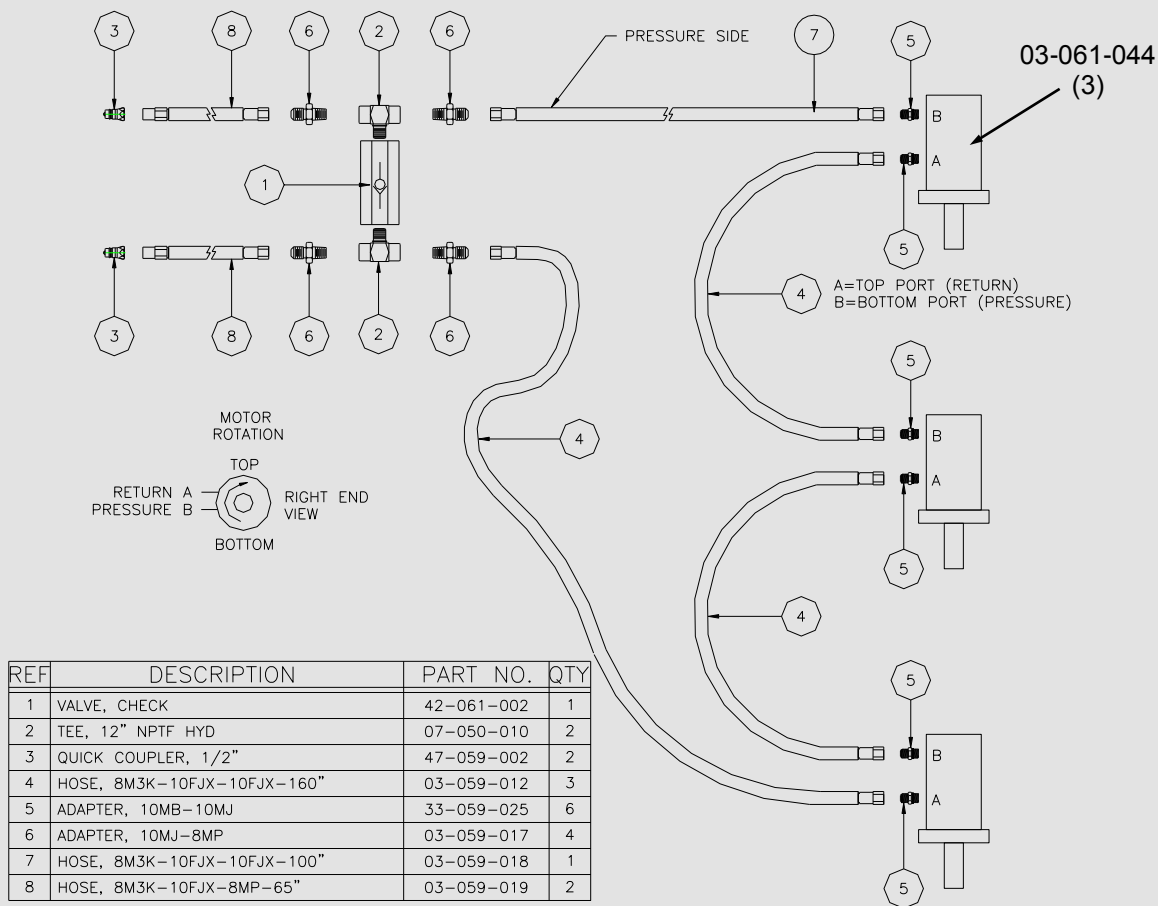 3 8 6 2 6 PRESSURE SIDE 7 5
03-061-044
(3)
B
A
1
5
3 8 6 2 6
4 A=TOP PORT (RETURN)
B=BOTTOM PORT (PRESSURE)
5
MOTOR
ROTATION
4
B
TOP
RETURN A
PRESSURE B
RIGHT END
VIEW
BOTTOM
A
5
4
5
B
A
5
REF DESCRIPTION PART NO. QTY
1 VALVE, CHECK 42-061-002 1
2 TEE, 12" NPTF HYD 07-050-010 2
3 QUICK COUPLER, 1/2" 47-059-002 2
4 HOSE, 8M3K-10FJX-10FJX-160" 03-059-012 3
5 ADAPTER, 10MB-10MJ 33-059-025 6
6 ADAPTER, 10MJ-8MP 03-059-017 4
7 HOSE, 8M3K-10FJX-10FJX-100" 03-059-018 1
8 HOSE, 8M3K-10FJX-8MP-65" 03-059-019 2